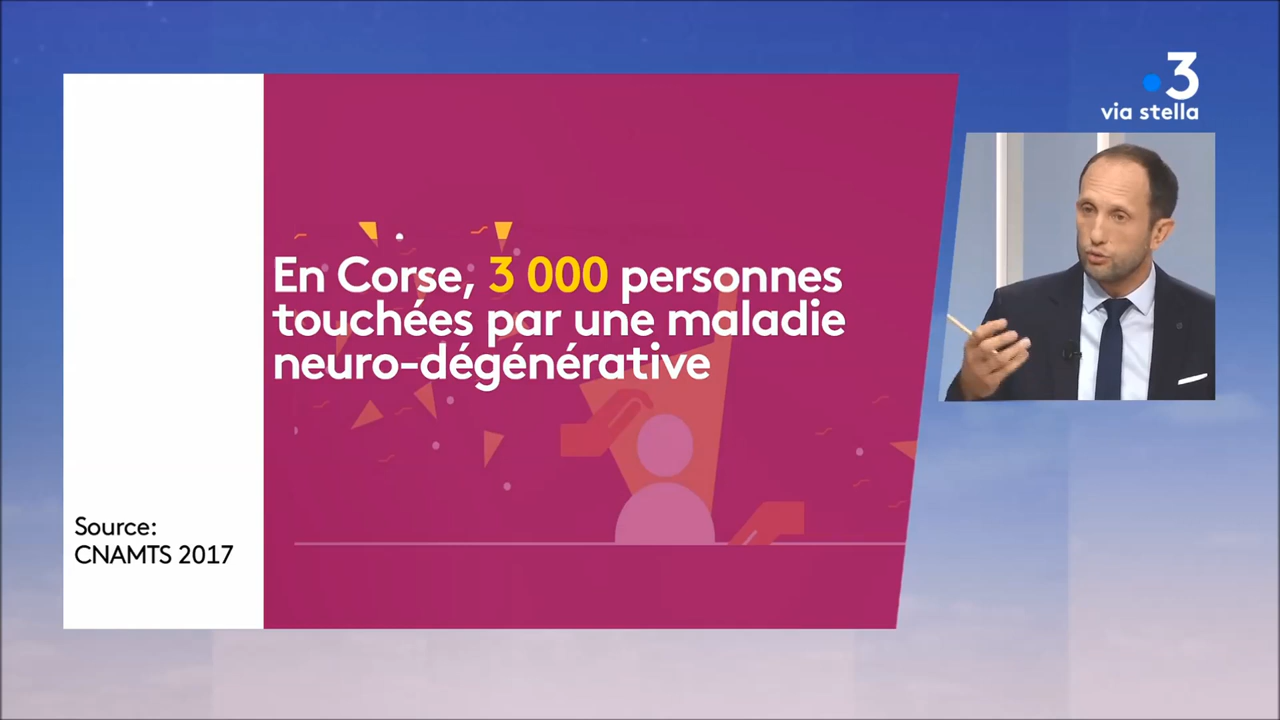 3
via stella
En Corse, 3 000 personnes
touchées par une maladie
neuro-dégénérative
Source:
CNAMTS 2017